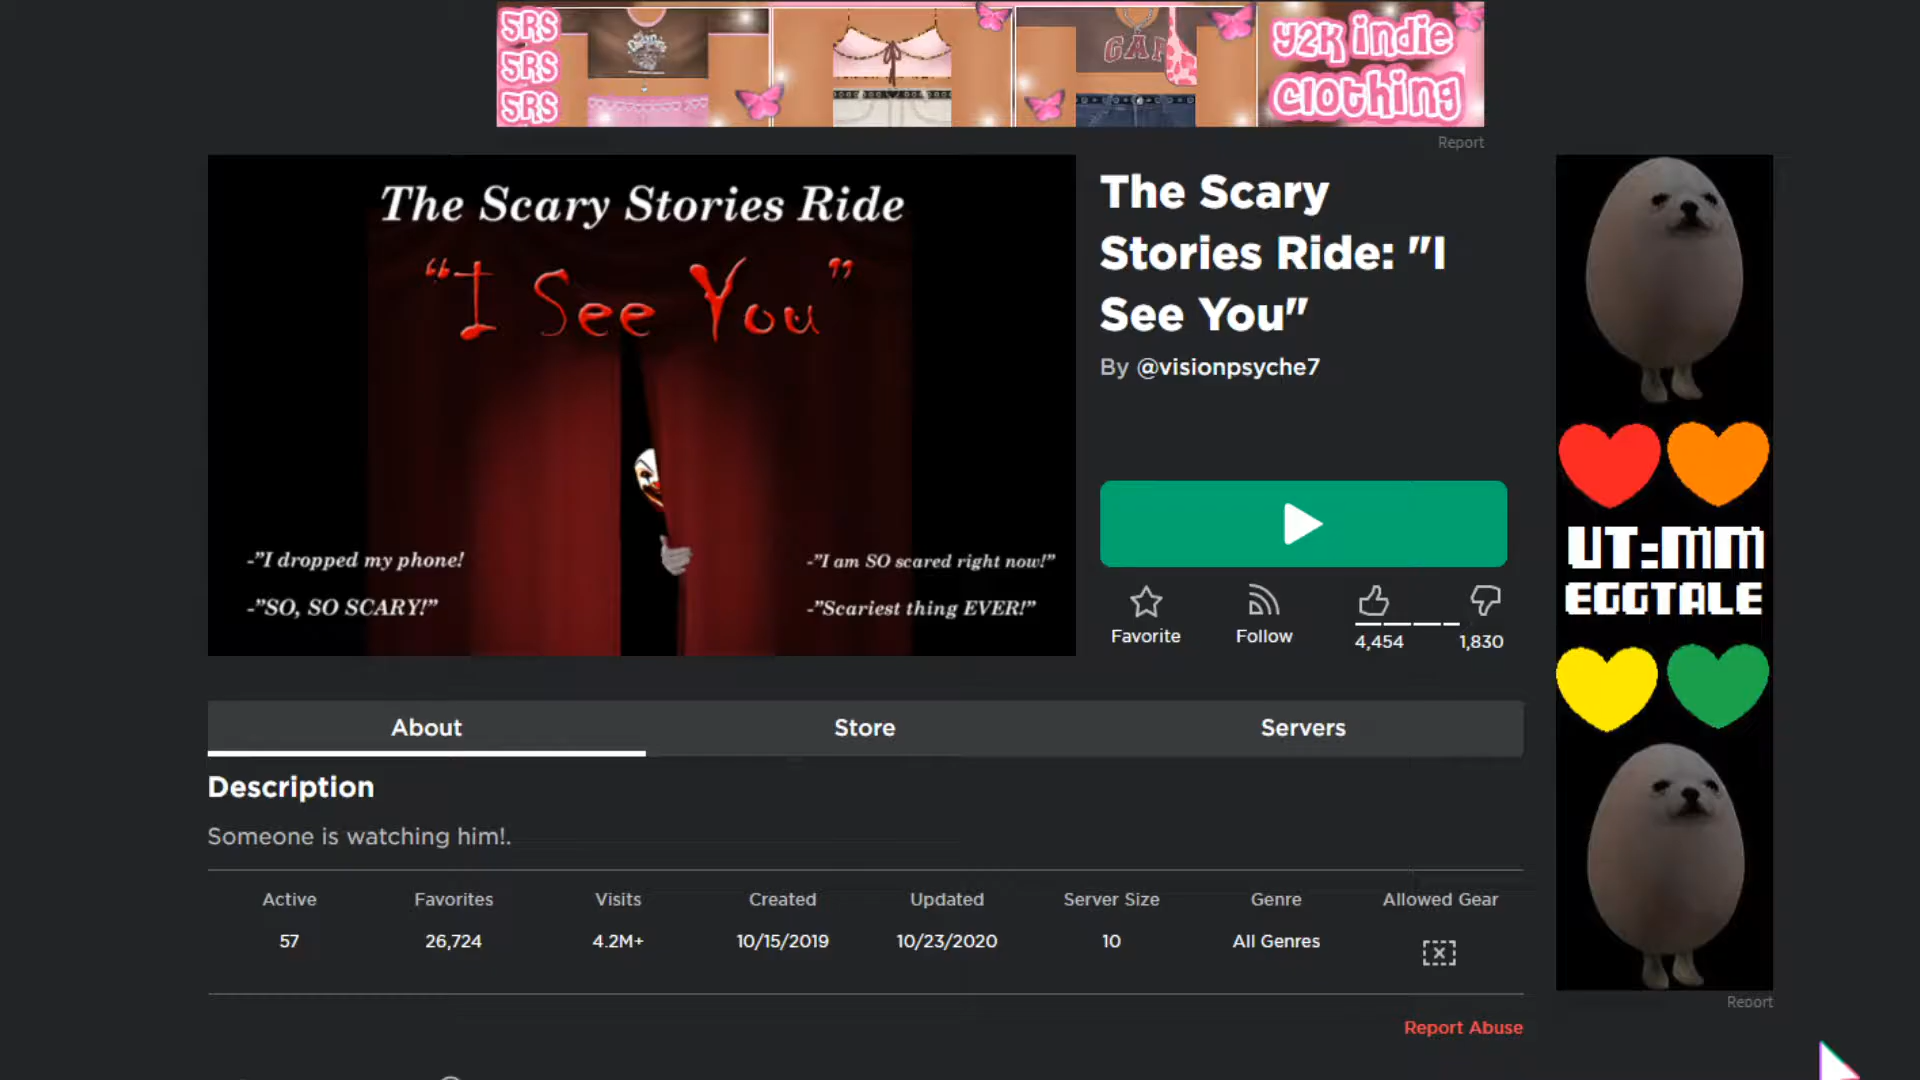 5RS
5RS
5RS
GAP
y2k indie
clothing
Report
The Scary Stories Ride
"I See You"
-"I dropped my phone!
-"SO, SO SCARY!"
-"I am SO scared right now!"
-"Scariest thing EVER!"
The Scary
Stories Ride: "I
See You"
By @visionpsyche7
Favorite
Follow
4,454
1,830
UT:MM
EGGTALE
About
Store
Servers
Description
Someone is watching him!.
Active
Favorites
Visits
Created
Updated
Server Size
Genre
Allowed Gear
57
26,724
4.2M+
10/15/2019
10/23/2020
10
All Genres
Report
Report Abuse